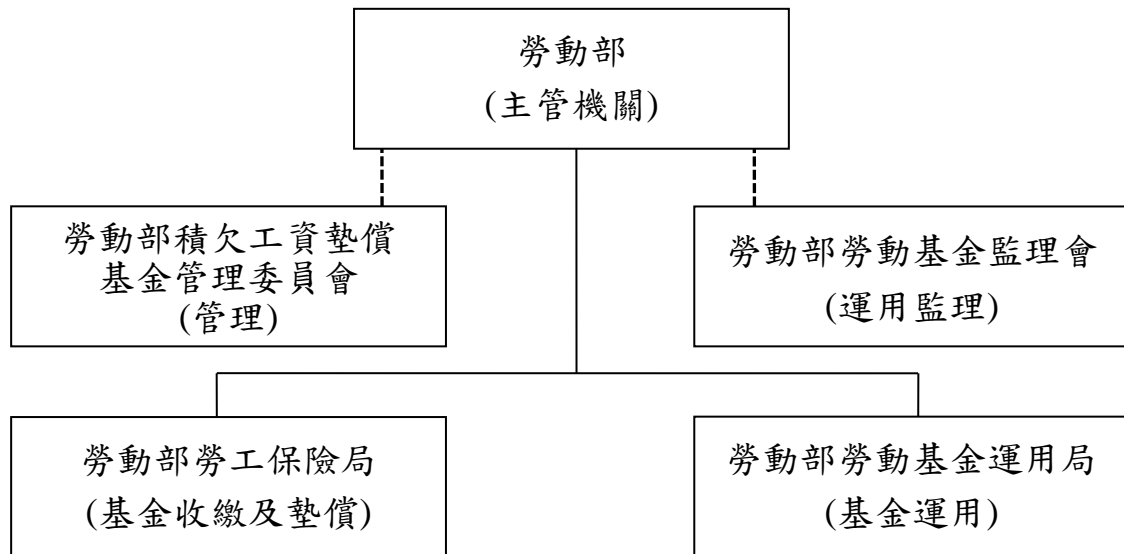 勞動部
(主管機關)
勞動部積欠工資墊償
基金管理委員會
(管理)
勞動部勞動基金監理會
(運用監理)
勞動部勞工保險局
(基金收繳及墊償)
勞動部勞動基金運用局
(基金運用)